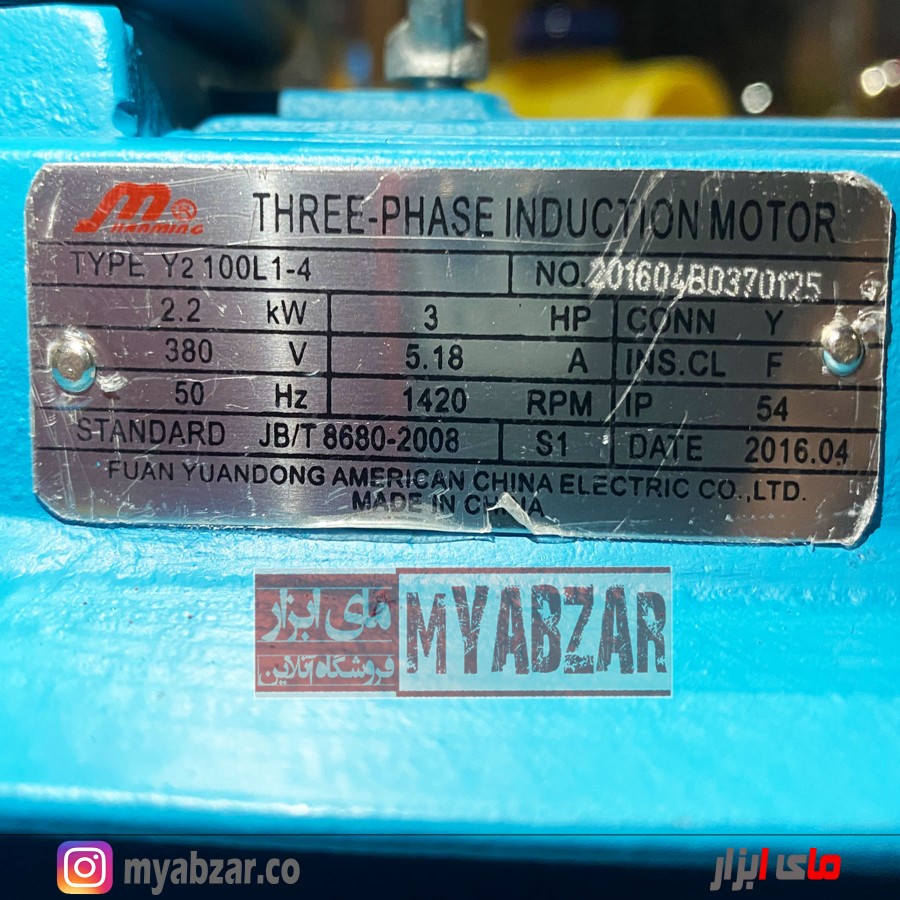 THREE-PHASE INDUCTION MOTOR
TYPE Y2 100L1-4 NO. 201604B0370125
2.2 kW 3 HP CONN Y
380 V 5.18 A INS.CL F
50 Hz 1420 RPM IP 54
STANDARD JB/T 8680-2008 S1 DATE 2016.04
FUAN YUANDONG AMERICAN CHINA ELECTRIC CO.,LTD.
MADE IN CHINA
مای ابزار
فروشگاه آنلاین
MYABZAR
myabzar.co
مای ابزار